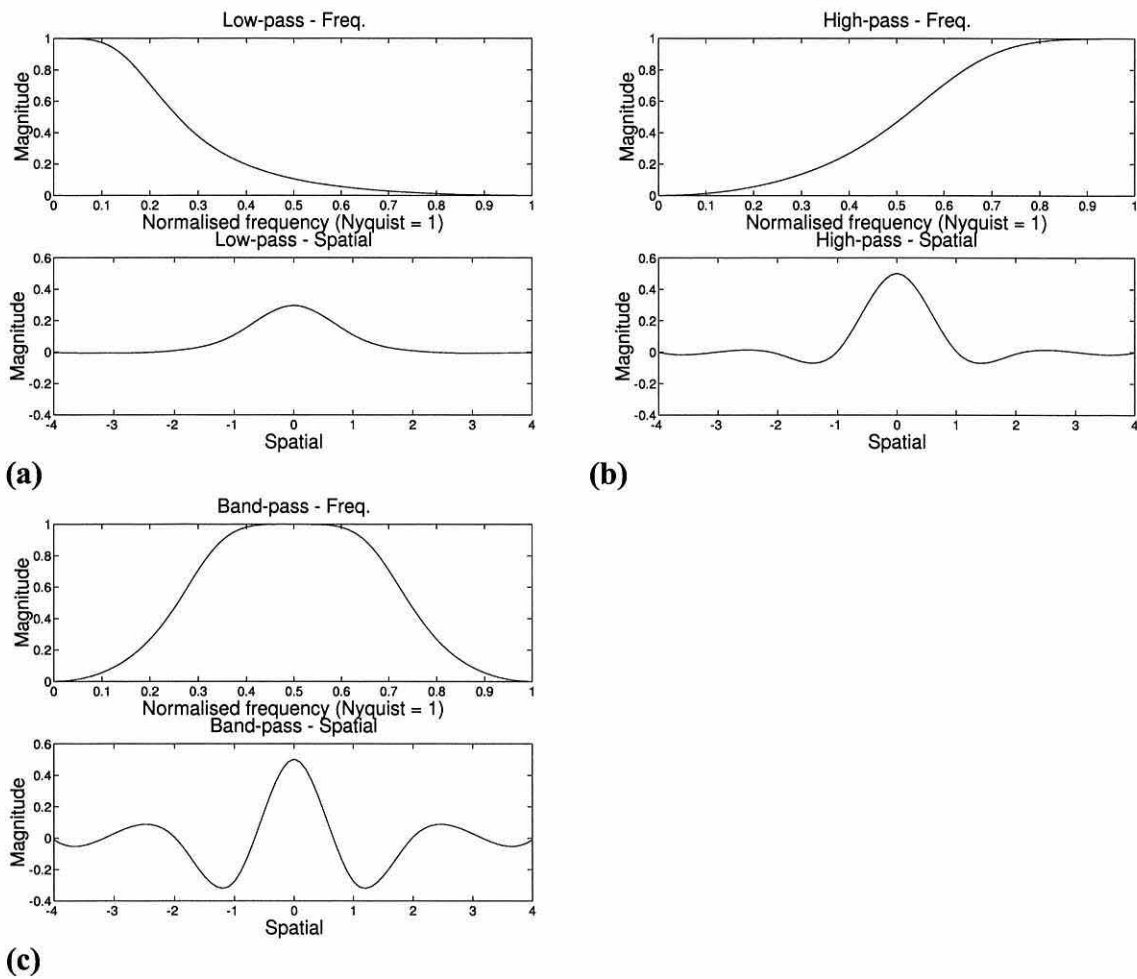 Low-pass - Freq.
Magnitude
1
0.8
0.6
0.4
0.2
0
0 0.1 0.2 0.3 0.4 0.5 0.6 0.7 0.8 0.9 1
Normalised frequency (Nyquist = 1)
Low-pass - Spatial
Magnitude
0.6
0.4
0.2
0
-0.2
-0.4
-4 -3 -2 -1 0 1 2 3 4
Spatial
(a)
High-pass - Freq.
Magnitude
1
0.8
0.6
0.4
0.2
0
0 0.1 0.2 0.3 0.4 0.5 0.6 0.7 0.8 0.9 1
Normalised frequency (Nyquist = 1)
High-pass - Spatial
Magnitude
0.6
0.4
0.2
0
-0.2
-0.4
-4 -3 -2 -1 0 1 2 3 4
Spatial
(b)
Band-pass - Freq.
Magnitude
1
0.8
0.6
0.4
0.2
0
0 0.1 0.2 0.3 0.4 0.5 0.6 0.7 0.8 0.9 1
Normalised frequency (Nyquist = 1)
Band-pass - Spatial
Magnitude
0.6
0.4
0.2
0
-0.2
-0.4
-4 -3 -2 -1 0 1 2 3 4
Spatial
(c)